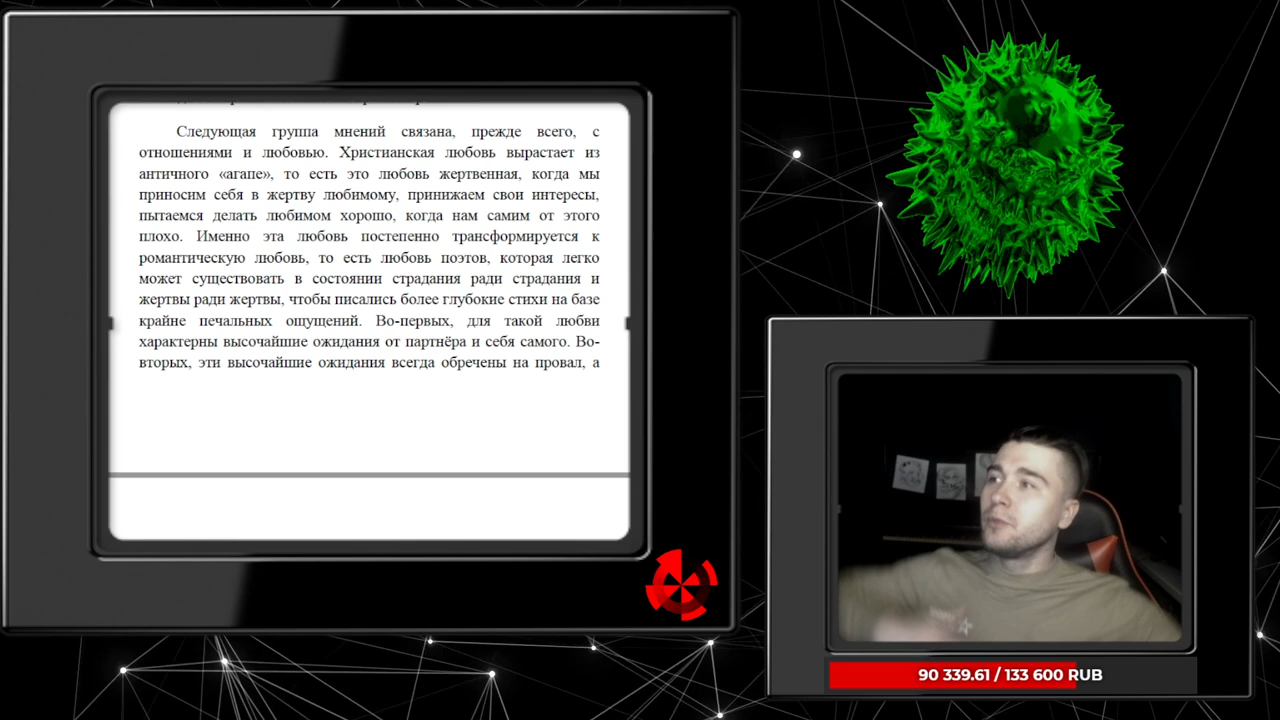 Следующая группа мнений связана, прежде всего, с
отношениями и любовью. Христианская любовь вырастает из
античного «агапе», то есть это любовь жертвенная, когда мы
приносим себя в жертву любимому, принижаем свои интересы,
пытаемся делать любимом хорошо, когда нам самим от этого
плохо. Именно эта любовь постепенно трансформируется к
романтическую любовь, то есть любовь поэтов, которая легко
может существовать в состоянии страдания ради страдания и
жертвы ради жертвы, чтобы писались более глубокие стихи на базе
крайне печальных ощущений. Во-первых, для такой любви
характерны высочайшие ожидания от партнёра и себя самого. Во-
вторых, эти высочайшие ожидания всегда обречены на провал, а
90 339.61 / 133 600 RUB